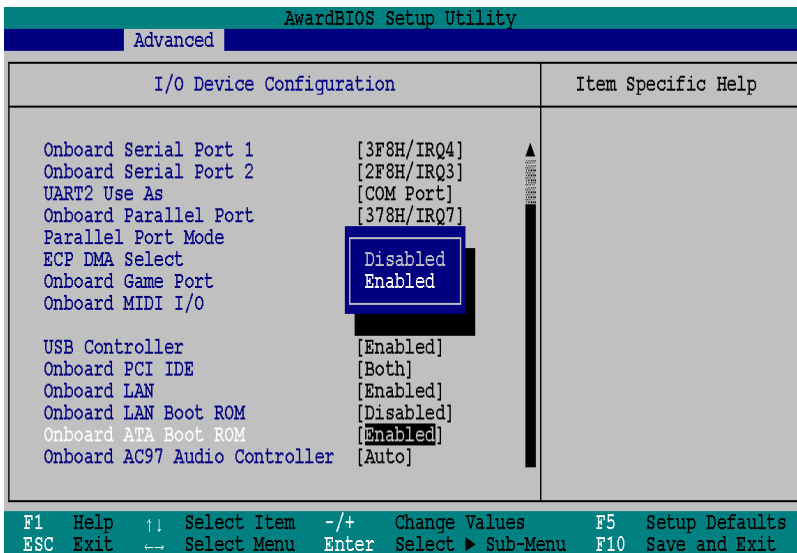 AwardBIOS Setup Utility
Advanced
I/O Device Configuration
Item Specific Help
Onboard Serial Port 1 [3F8H/IRQ4]
Onboard Serial Port 2 [2F8H/IRQ3]
UART2 Use As [COM Port]
Onboard Parallel Port [378H/IRQ7]
Parallel Port Mode
ECP DMA Select
Onboard Game Port
Onboard MIDI I/O
Disabled
Enabled
USB Controller [Enabled]
Onboard PCI IDE [Both]
Onboard LAN [Enabled]
Onboard LAN Boot ROM [Disabled]
Onboard ATA Boot ROM [Enabled]
Onboard AC97 Audio Controller [Auto]
F1 Help ↑↓ Select Item -/+ Change Values F5 Setup Defaults
ESC Exit ←→ Select Menu Enter Select ▶ Sub-Menu F10 Save and Exit